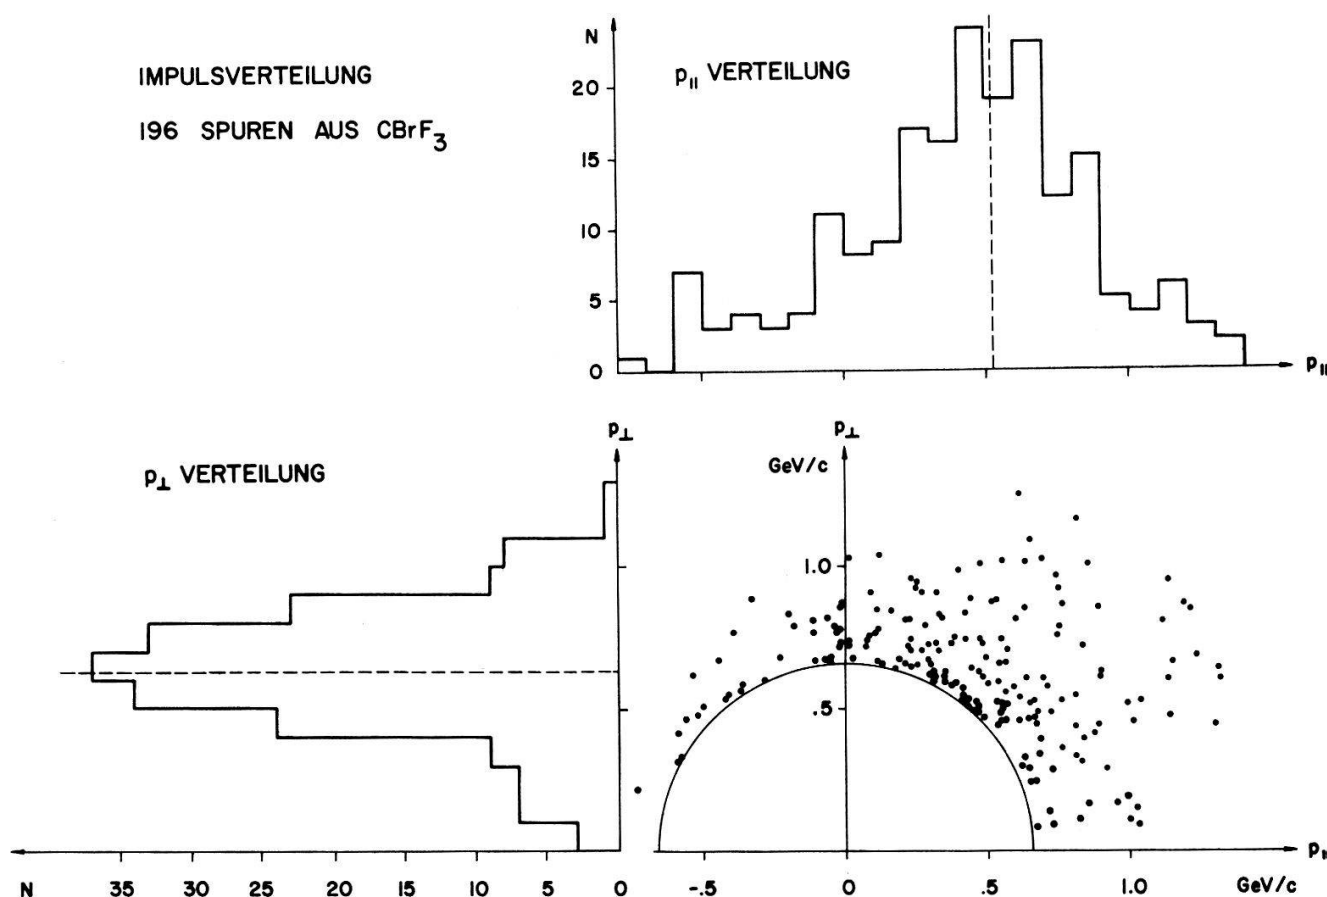 IMPULSVERTEILUNG
196 SPUREN AUS CBrF3
N
p|| VERTEILUNG
20
15
10
5
0
p||
p⊥
p⊥ VERTEILUNG
N
35
30
25
20
15
10
5
0
p⊥
GeV/c
1.0
.5
-.5
0
.5
1.0
GeV/c
p||